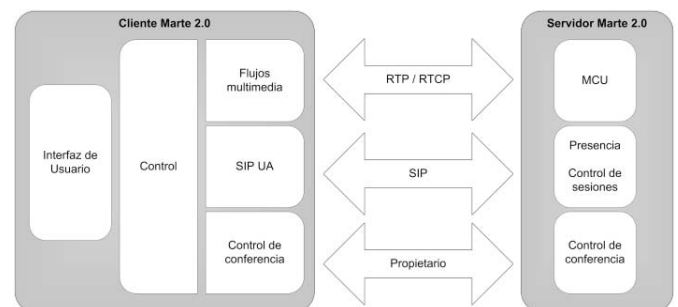 Cliente Marte 2.0
Servidor Marte 2.0
Interfaz de
Usuario
Control
Flujos
multimedia
SIP UA
Control de
conferencia
RTP / RTCP
SIP
Propietario
MCU
Presencia
Control de
sesiones
Control de
conferencia